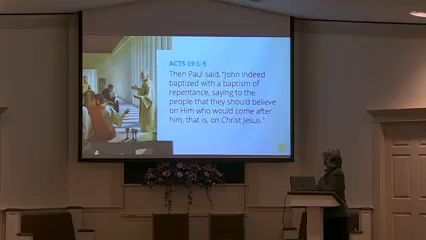 ACTS 19:1-5
Then Paul said, "John indeed
baptized with a baptism of
repentance, saying to the
people that they should believe
on Him who would come after
him, that is, on Christ Jesus."